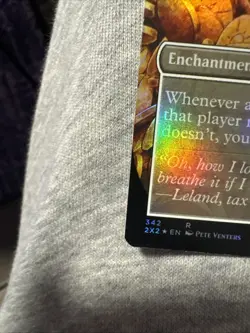 Enchantmen
Whenever a
that player m
doesn't, you
"Oh, how I lo
breathe it if I
—Leland, tax
342 R
2X2 ★ EN PETE VENTERS